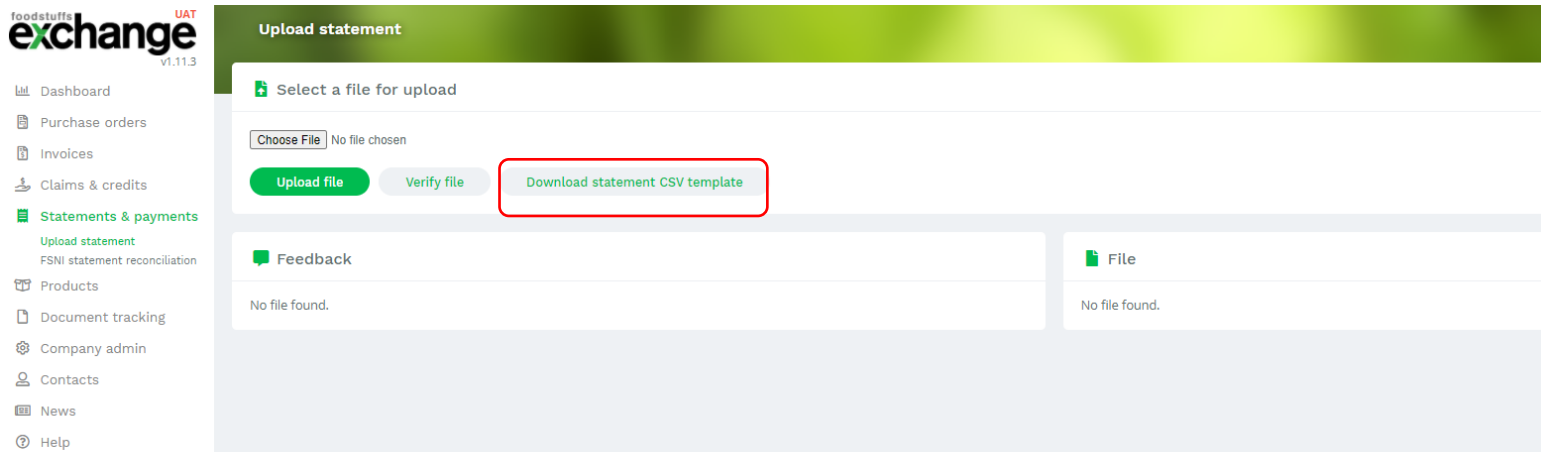 foodstuffs UAT
exchange
v1.11.3
Dashboard
Purchase orders
Invoices
Claims & credits
Statements & payments
Upload statement
FSNI statement reconciliation
Products
Document tracking
Company admin
Contacts
News
Help
Upload statement
Select a file for upload
Choose File No file chosen
Upload file Verify file Download statement CSV template
Feedback
No file found.
File
No file found.